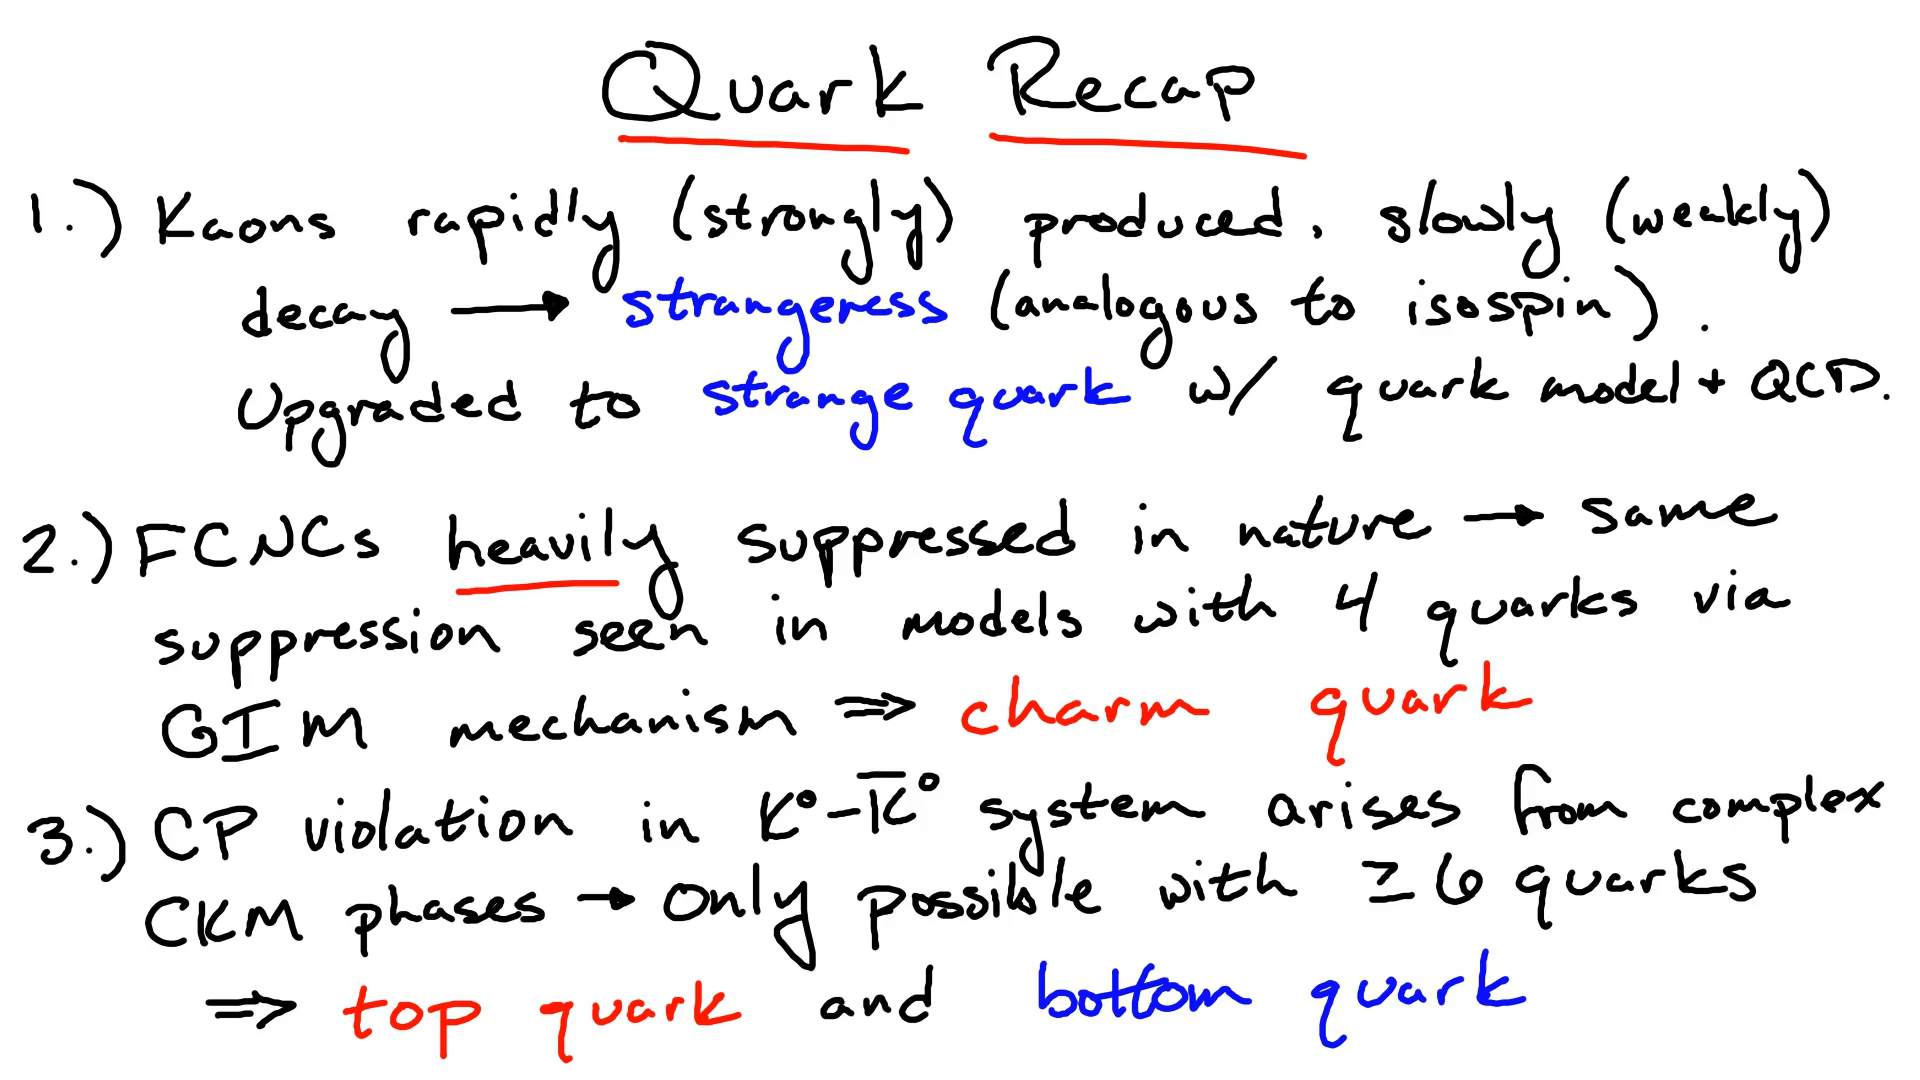 Quark Recap
1.) Kaons rapidly (strongly) produced, slowly (weakly)
decay → strangeness (analogous to isospin).
Upgraded to strange quark w/ quark model + QCD.
2.) FCNCs heavily suppressed in nature → same
suppression seen in models with 4 quarks via
GIM mechanism ⇒ charm quark
3.) CP violation in K⁰-K̅⁰ system arises from complex
CKM phases → only possible with ≥6 quarks
⇒ top quark and bottom quark